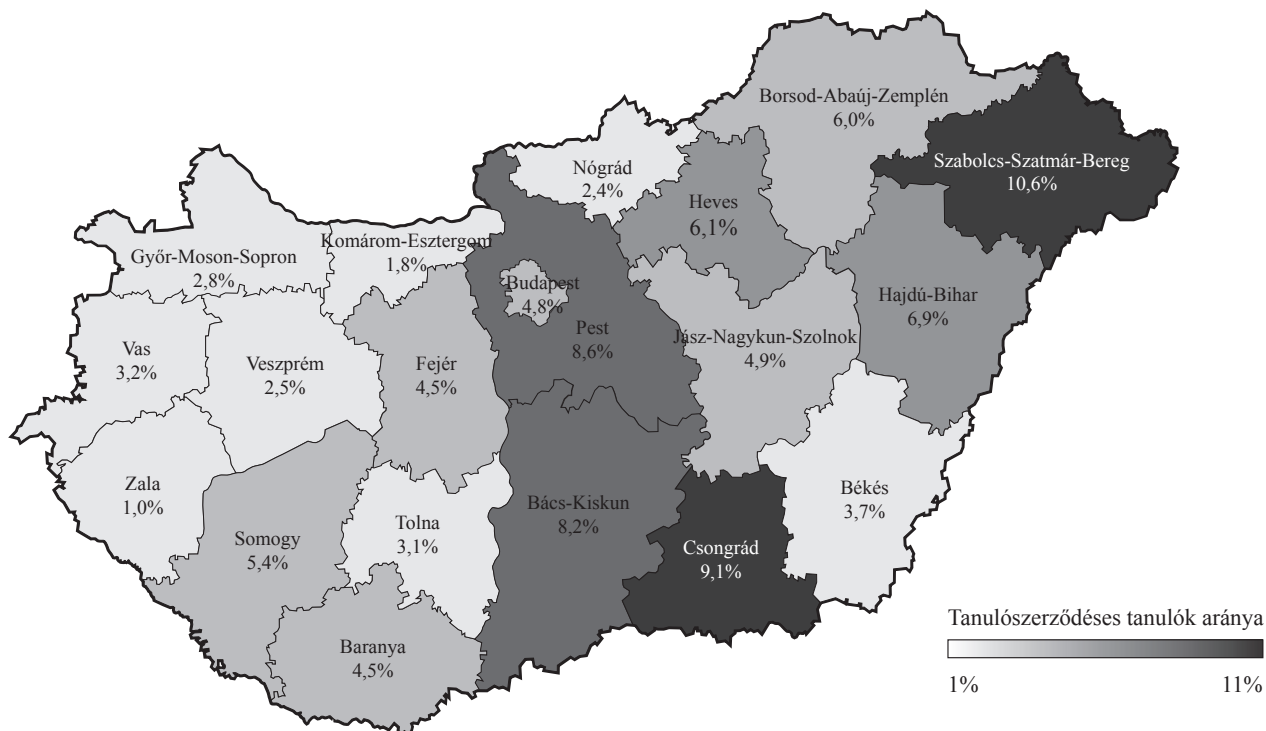 Borsod-Abaúj-Zemplén
6,0%
Szabolcs-Szatmár-Bereg
10,6%
Nógrád
2,4%
Heves
6,1%
Komárom-Esztergom
1,8%
Győr-Moson-Sopron
2,8%
Budapest
4,8%
Hajdú-Bihar
6,9%
Pest
8,6%
Jász-Nagykun-Szolnok
4,9%
Vas
3,2%
Veszprém
2,5%
Fejér
4,5%
Zala
1,0%
Békés
3,7%
Bács-Kiskun
8,2%
Tolna
3,1%
Somogy
5,4%
Csongrád
9,1%
Baranya
4,5%
Tanulószerződéses tanulók aránya
1%
11%